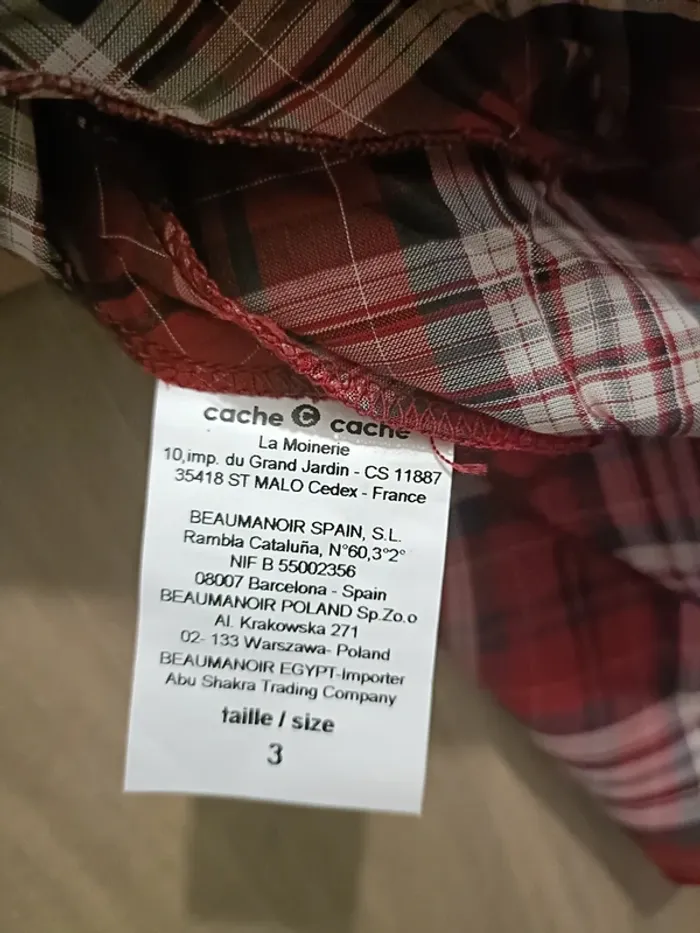 cache C cache
La Moinerie
10,imp. du Grand Jardin - CS 11887
35418 ST MALO Cedex - France
BEAUMANOIR SPAIN, S.L.
Rambla Cataluña, N°60,3°2°
NIF B 55002356
08007 Barcelona - Spain
BEAUMANOIR POLAND Sp.Zo.o
Al. Krakowska 271
02- 133 Warszawa- Poland
BEAUMANOIR EGYPT-Importer
Abu Shakra Trading Company
taille / size
3